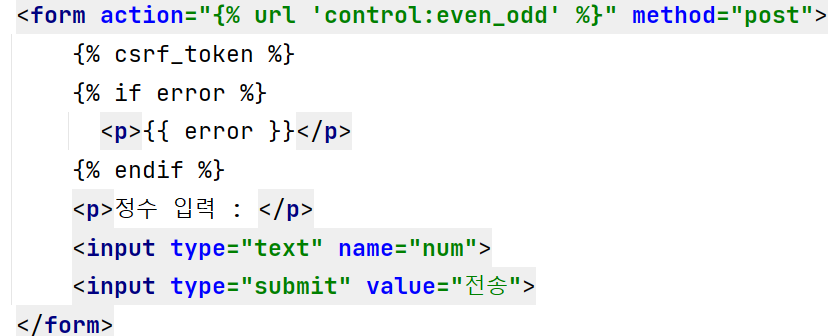 <form action="{% url 'control:even_odd' %}" method="post">
{% csrf_token %}
{% if error %}
<p>{{ error }}</p>
{% endif %}
<p>정수 입력 : </p>
<input type="text" name="num">
<input type="submit" value="전송">
</form>